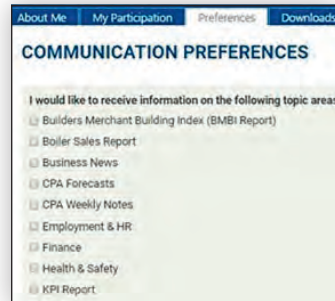 About Me My Participation Preferences Downloads
COMMUNICATION PREFERENCES
I would like to receive information on the following topic areas
Builders Merchant Building Index (BMBI Report)
Boiler Sales Report
Business News
CPA Forecasts
CPA Weekly Notes
Employment & HR
Finance
Health & Safety
KPI Report